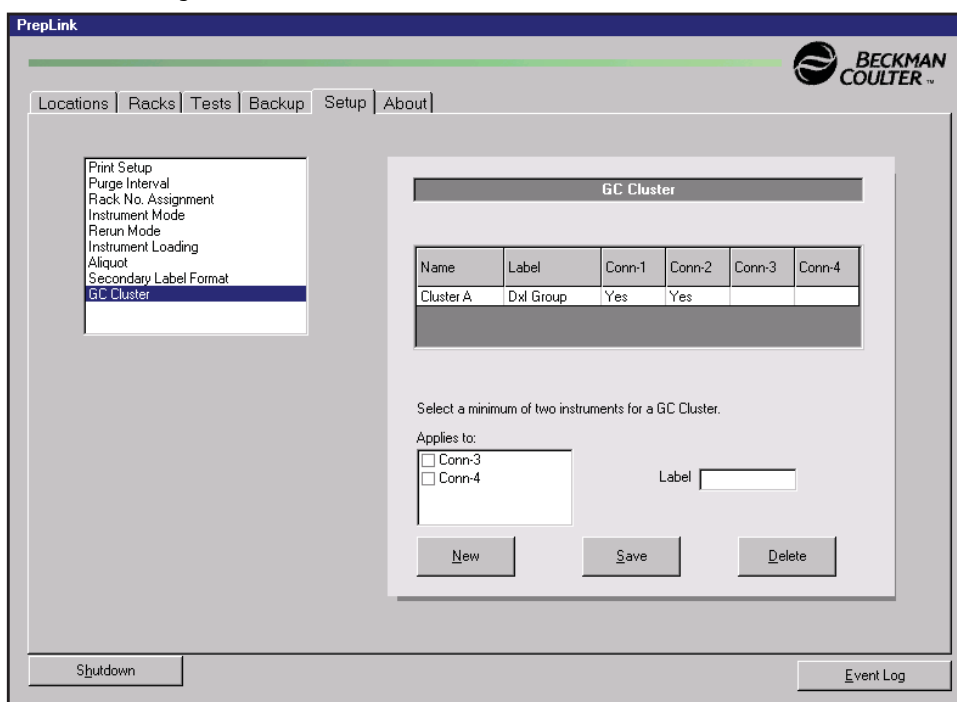 PrepLink
BECKMAN
COULTER ™
Locations Racks Tests Backup Setup About
Print Setup
Purge Interval
Rack No. Assignment
Instrument Mode
Rerun Mode
Instrument Loading
Aliquot
Secondary Label Format
GC Cluster
GC Cluster
Name Label Conn-1 Conn-2 Conn-3 Conn-4
Cluster A Dxl Group Yes Yes
Select a minimum of two instruments for a GC Cluster.
Applies to:
Conn-3
Conn-4
Label
New Save Delete
Shutdown Event Log